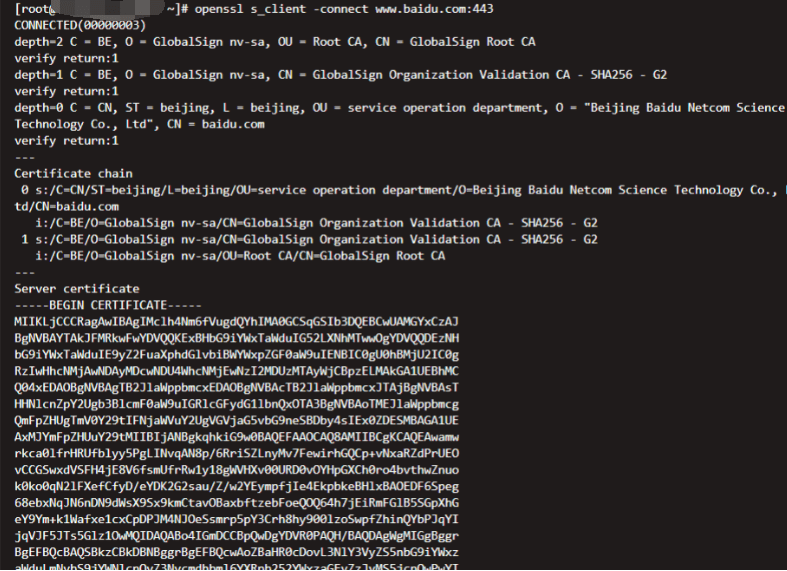 [root@ ~]# openssl s_client -connect www.baidu.com:443
CONNECTED(00000003)
depth=2 C = BE, O = GlobalSign nv-sa, OU = Root CA, CN = GlobalSign Root CA
verify return:1
depth=1 C = BE, O = GlobalSign nv-sa, CN = GlobalSign Organization Validation CA - SHA256 - G2
verify return:1
depth=0 C = CN, ST = beijing, L = beijing, OU = service operation department, O = "Beijing Baidu Netcom Science
Technology Co., Ltd", CN = baidu.com
verify return:1
---
Certificate chain
0 s:/C=CN/ST=beijing/L=beijing/OU=service operation department/O=Beijing Baidu Netcom Science Technology Co.,
td/CN=baidu.com
i:/C=BE/O=GlobalSign nv-sa/CN=GlobalSign Organization Validation CA - SHA256 - G2
1 s:/C=BE/O=GlobalSign nv-sa/CN=GlobalSign Organization Validation CA - SHA256 - G2
i:/C=BE/O=GlobalSign nv-sa/OU=Root CA/CN=GlobalSign Root CA
---
Server certificate
-----BEGIN CERTIFICATE-----
MIIKLjCCCRagAwIBAgIMclh4Nm6fVugdQYhIMA0GCSqGSIb3DQEBCwUAMGYxCzAJ
BgNVBAYTAkJFMRkwFwYDVQQKExBHbG9iYWxTaWduIG52LXNhMTwwOgYDVQQDEzNH
bG9iYWxTaWduIE9yZ2FuaXphdGlvbiBWYWxpZGF0aW9uIENBIC0gU0hBMjU2IC0g
RzIwHhcNMjAwNDAyMDcwNDU4WhcNMjEwNzI2MDUzMTAyWjCBpzELMAkGA1UEBhMC
Q04xEDAOBgNVBAgTB2JlaWppbmcxEDAOBgNVBAcTB2JlaWppbmcxJTAjBgNVBAsT
HHNlcnZpY2Ugb3BlcmF0aW9uIGRlcGFydG1lbnQxOTA3BgNVBAoTMEJlaWppbmcg
QmFpZHUgTmV0Y29tIFNjaWVuY2UgVGVjaG5vbG9neSBDby4sIEx0ZDESMBAGA1UE
AxMJYmFpZHUuY29tMIIBIjANBgkqhkiG9w0BAQEFAAOCAQ8AMIIBCgKCAQEAwamw
rkca0lfrHRUfblyy5PgLINvqAN8p/6RriSZLnyMv7FewirhGQCp+vNxaRZdPrUEO
vCCGSwxdVSFH4jE8V6fsmUfrRw1y18gWVHXv00URD0vOYHpGXCh0ro4bvthwZnuo
k0ko0qN2lFXefCfyD/eYDK2G2sau/Z/w2YEympfjIe4EkpbkeBHlxBAOEDF6Speg
68ebxNqJN6nDN9dWsX9Sx9kmCtavOBaxbftzebFoeQOQ64h7jEiRmFGlB5SGpXhG
eY9Ym+k1Wafxe1cxCpDPJM4NJOeSsmrp5pY3Crh8hy900lzoSwpfZhinQYbPJqYI
jqVJF5JTs5Glz1OwMQIDAQABo4IGmDCCBpQwDgYDVR0PAQH/BAQDAgWgMIGgBggr
BgEFBQcBAQSBkzCBkDBNBggrBgEFBQcwAoZBaHR0cDovL3NlY3VyZS5nbG9iYWxz